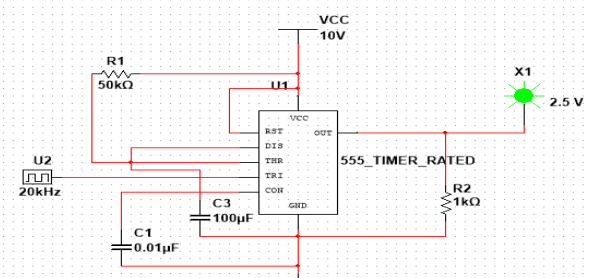 VCC
10V
R1
50kΩ
X1
2.5 V
U1
VCC
RST
OUT
DIS
THR
555_TIMER_RATED
TRI
CON
GND
U2
20kHz
R2
1kΩ
C3
100µF
C1
0.01µF